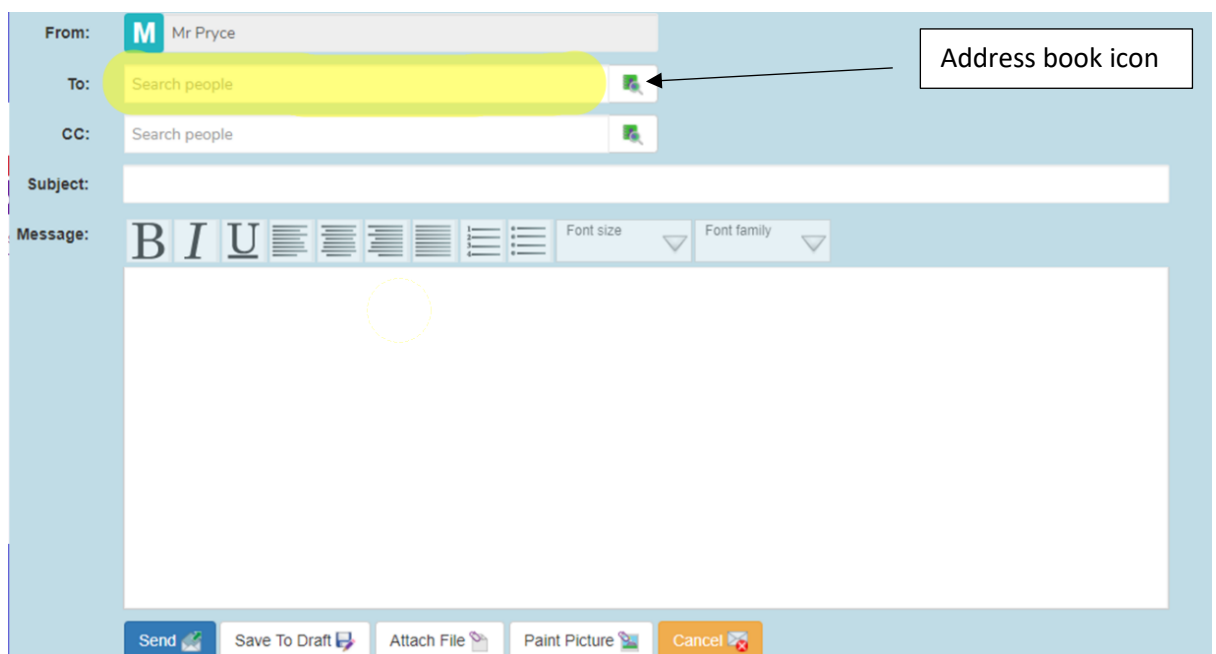 From: M Mr Pryce
Address book icon
To: Search people
CC: Search people
Subject:
Message: B I U Font size Font family
Send Save To Draft Attach File Paint Picture Cancel